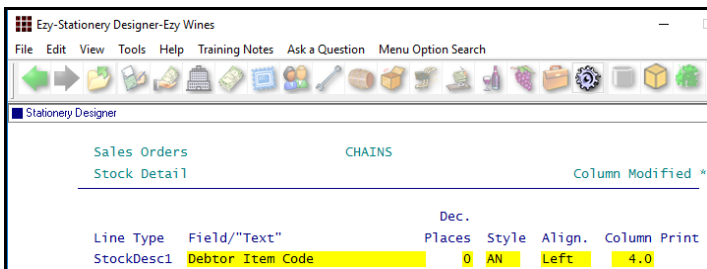 Ezy-Stationery Designer-Ezy Wines
File Edit View Tools Help Training Notes Ask a Question Menu Option Search
Stationery Designer
Sales Orders CHAINS
Stock Detail Column Modified *
Dec.
Line Type Field/"Text" Places Style Align. Column Print
StockDesc1 Debtor Item Code 0 AN Left 4.0